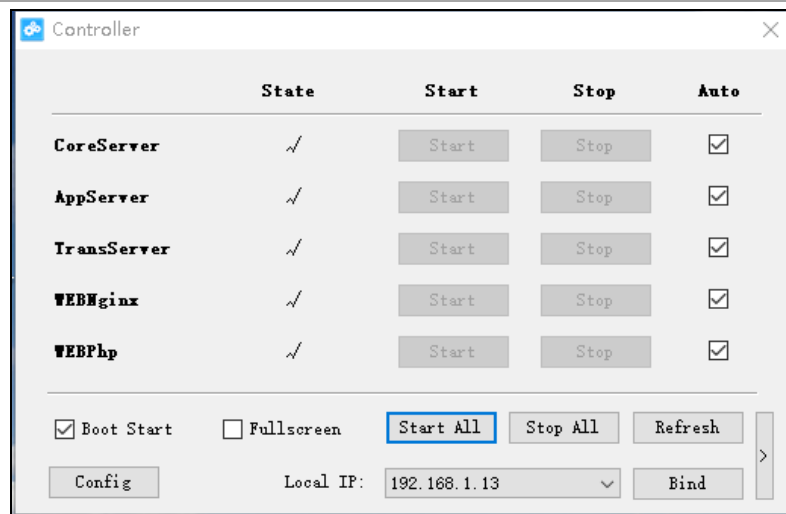 Controller
State Start Stop Auto
CoreServer Start Stop
AppServer Start Stop
TransServer Start Stop
WEBNginx Start Stop
WEBPhp Start Stop
Boot Start Fullscreen Start All Stop All Refresh
Config Local IP: 192.168.1.13 Bind